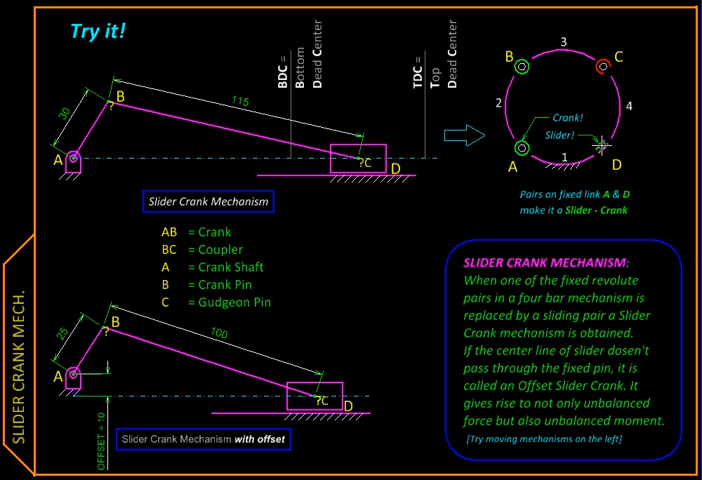 Try it!
BDC =
Bottom
Dead Center
TDC =
Top
Dead Center
30
B
?
115
A
?C
D
Slider Crank Mechanism
3
B
C
2
4
Crank!
Slider!
A
1
D
Pairs on fixed link A & D
make it a Slider - Crank
AB = Crank
BC = Coupler
A = Crank Shaft
B = Crank Pin
C = Gudgeon Pin
25
B
?
100
A
?C
D
OFFSET = 10
Slider Crank Mechanism with offset
SLIDER CRANK MECHANISM:
When one of the fixed revolute
pairs in a four bar mechanism is
replaced by a sliding pair a Slider
Crank mechanism is obtained.
If the center line of slider dosen't
pass through the fixed pin, it is
called an Offset Slider Crank. It
gives rise to not only unbalanced
force but also unbalanced moment.
[Try moving mechanisms on the left]
SLIDER CRANK MECH.